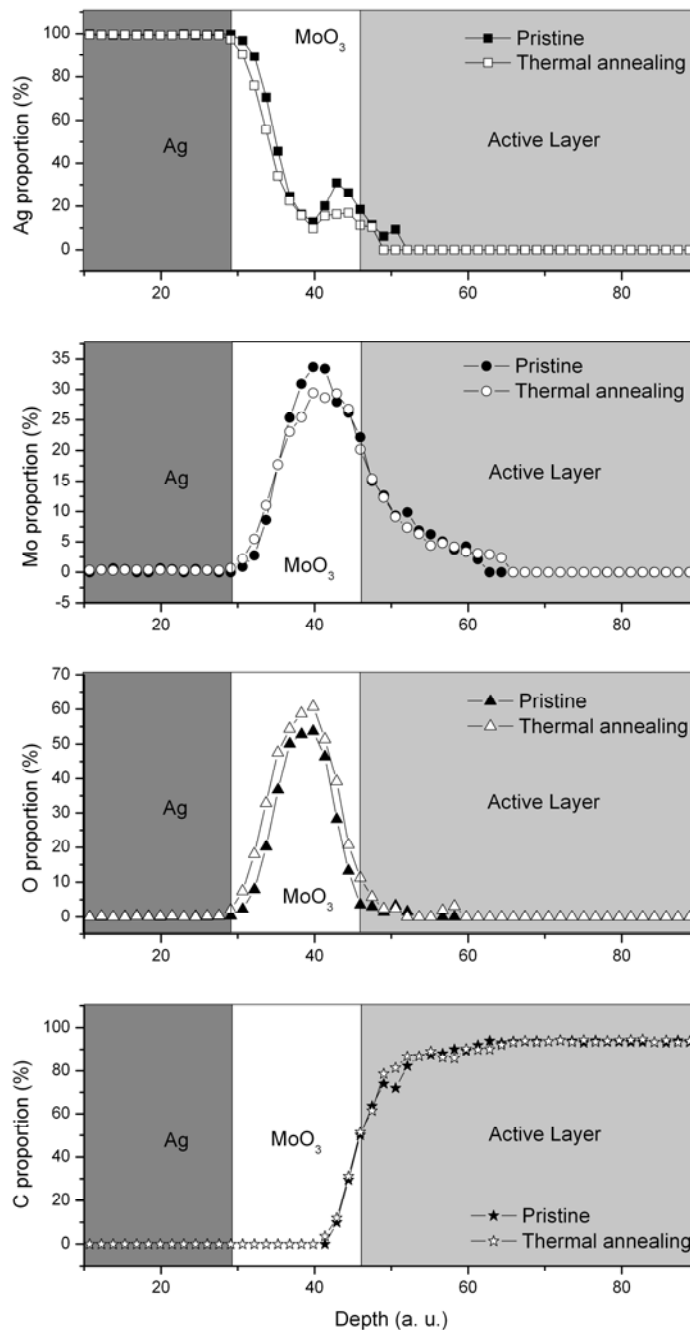 Ag proportion (%)
100
80
60
40
20
0
MoO3
Pristine
Thermal annealing
Ag
Active Layer
20
40
60
80
Mo proportion (%)
35
30
25
20
15
10
5
0
-5
Pristine
Thermal annealing
Ag
Active Layer
MoO3
20
40
60
80
O proportion (%)
70
60
50
40
30
20
10
0
Pristine
Thermal annealing
Ag
Active Layer
MoO3
20
40
60
80
C proportion (%)
100
80
60
40
20
0
Ag
MoO3
Active Layer
Pristine
Thermal annealing
20
40
60
80
Depth (a. u.)